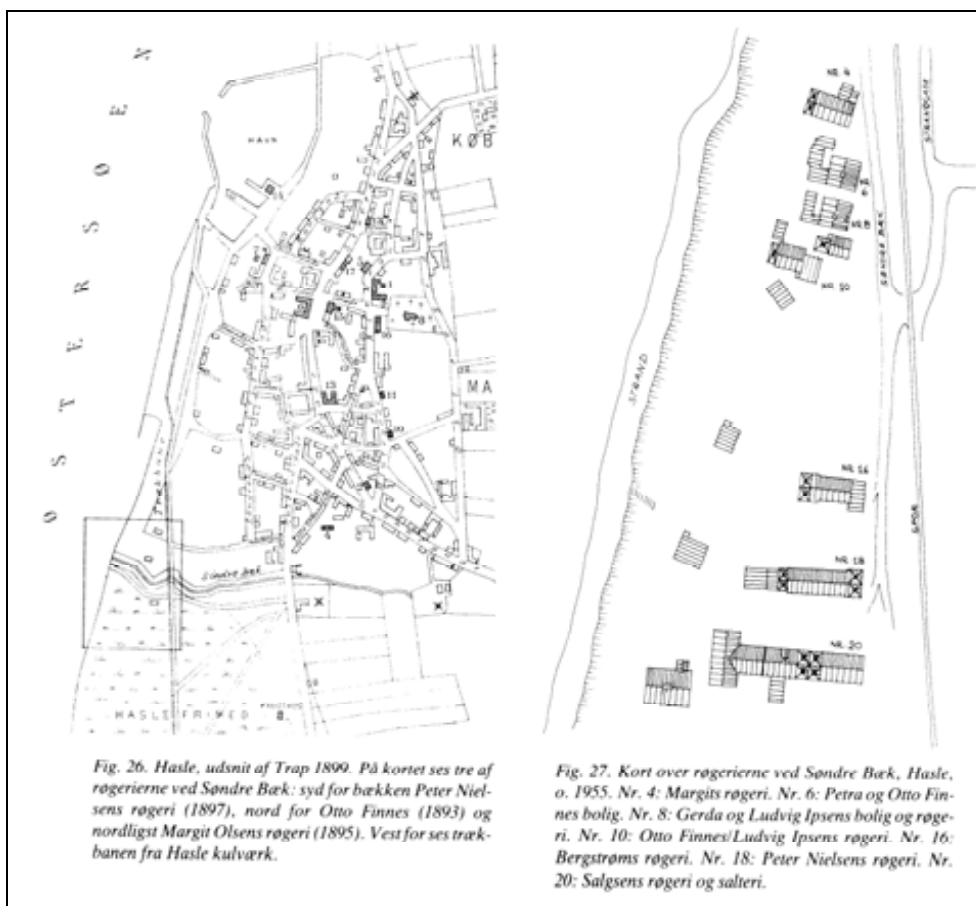 ØSTERSØEN
HAVN
KØB
MA
Søndre bæk
HASLE FRIMED
Fig. 26. Hasle, udsnit af Trap 1899. På kortet ses tre af
røgerierne ved Søndre Bæk: syd for bækken Peter Niel-
sens røgeri (1897), nord for Otto Finnes (1893) og
nordligst Margit Olsens røgeri (1895). Vest for ses træk-
banen fra Hasle kulværk.
NR. 4
STRANDGADE
NR. 6
NR. 8
SØNDRE BÆK
NR. 10
STRAND
NR. 16
SPOR
NR. 18
NR. 20
Fig. 27. Kort over røgerierne ved Søndre Bæk, Hasle,
o. 1955. Nr. 4: Margits røgeri. Nr. 6: Petra og Otto Fin-
nes bolig. Nr. 8: Gerda og Ludvig Ipsens bolig og røge-
ri. Nr. 10: Otto Finnes/Ludvig Ipsens røgeri. Nr. 16:
Bergstrøms røgeri. Nr. 18: Peter Nielsens røgeri. Nr.
20: Salgsens røgeri og salteri.